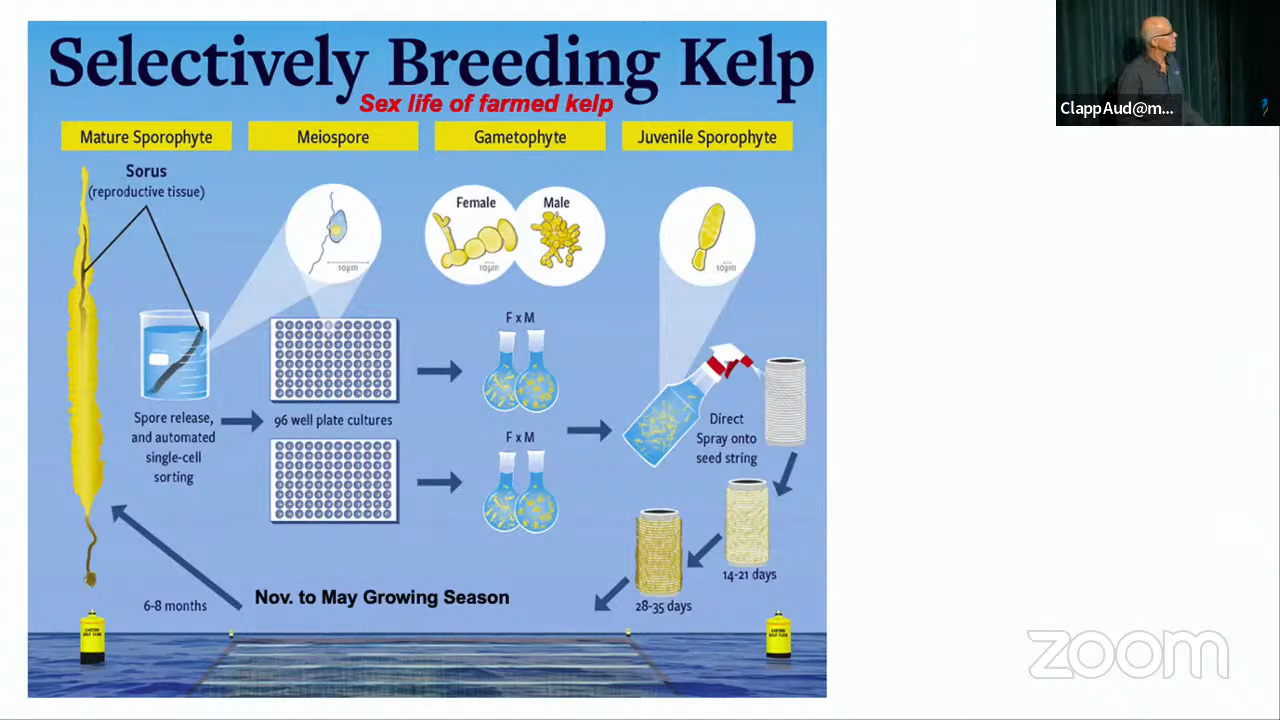 Selectively Breeding Kelp
Sex life of farmed kelp
Mature Sporophyte
Meiospore
Gametophyte
Juvenile Sporophyte
Sorus
(reproductive tissue)
10µm
Female
10µm
Male
10µm
Spore release,
and automated
single-cell
sorting
96 well plate cultures
F x M
F x M
Direct
Spray onto
seed string
14-21 days
28-35 days
Nov. to May Growing Season
6-8 months
ClappAud@m...
zoom